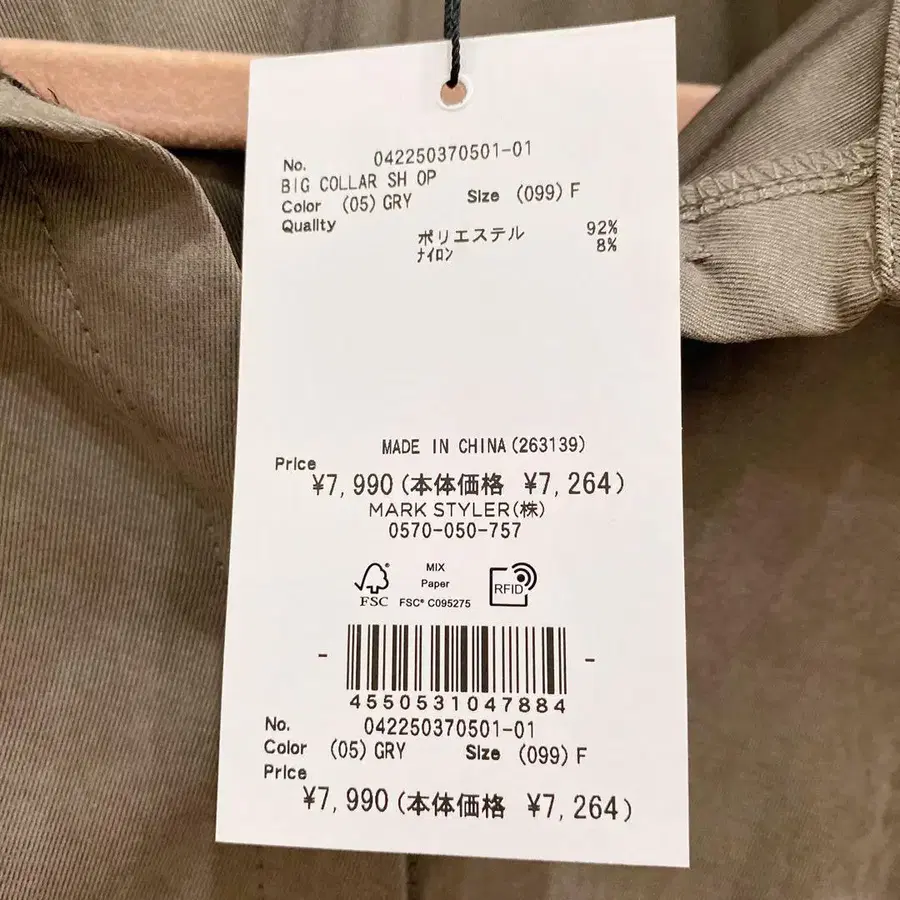 No. 042250370501-01
BIG COLLAR SH OP
Color (05) GRY Size (099) F
Quality
ポリエステル 92%
ナイロン 8%
MADE IN CHINA(263139)
Price
¥7,990(本体価格 ¥7,264)
MARK STYLER(株)
0570-050-757
MIX
Paper
FSC FSC® C095275
RFID
4550531047884
No. 042250370501-01
Color (05) GRY Size (099) F
Price
¥7,990(本体価格 ¥7,264)